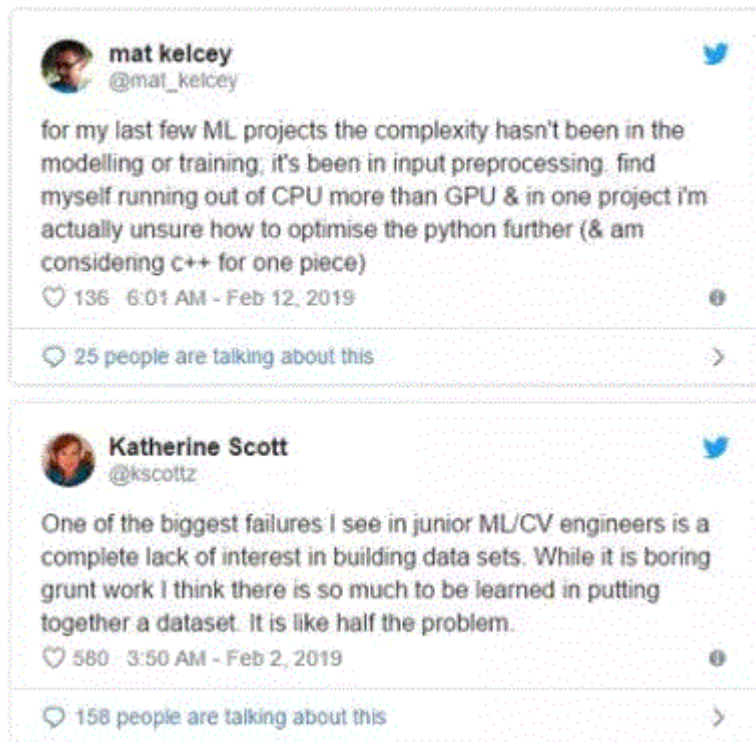 mat kelcey
@mat_kelcey
for my last few ML projects the complexity hasn't been in the
modelling or training; it's been in input preprocessing. find
myself running out of CPU more than GPU & in one project i'm
actually unsure how to optimise the python further (& am
considering c++ for one piece)
136 6:01 AM - Feb 12, 2019
25 people are talking about this
Katherine Scott
@kscottz
One of the biggest failures I see in junior ML/CV engineers is a
complete lack of interest in building data sets. While it is boring
grunt work I think there is so much to be learned in putting
together a dataset. It is like half the problem.
580 3:50 AM - Feb 2, 2019
158 people are talking about this